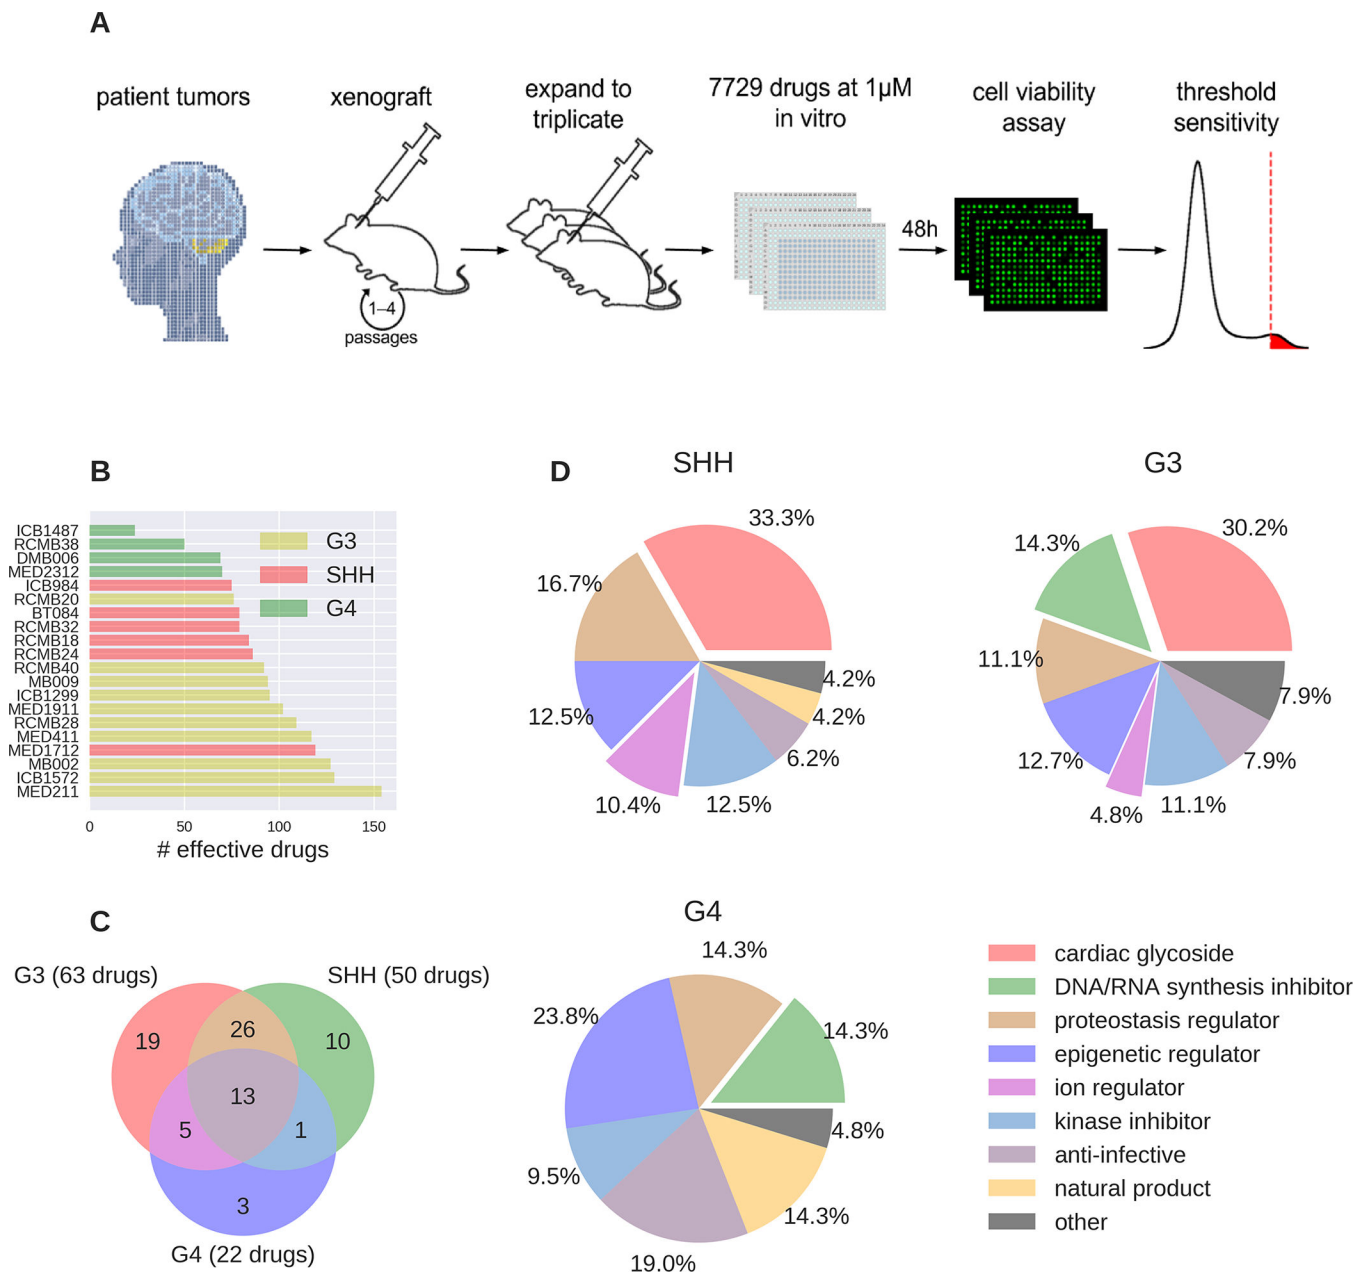 A
patient tumors
xenograft
expand to
triplicate
7729 drugs at 1µM
in vitro
cell viability
assay
threshold
sensitivity
48h
1–4
passages
B
ICB1487
RCMB38
DMB006
MED2312
ICB984
RCMB20
BT084
RCMB32
RCMB18
RCMB24
RCMB40
MB009
ICB1299
MED1911
RCMB28
MED411
MED1712
MB002
ICB1572
MED211
G3
SHH
G4
0 50 100 150
# effective drugs
C
G3 (63 drugs)
SHH (50 drugs)
19
26
10
13
5
1
3
G4 (22 drugs)
D
SHH
33.3%
16.7%
12.5%
10.4%
12.5%
6.2%
4.2%
4.2%
G3
30.2%
14.3%
11.1%
12.7%
4.8%
11.1%
7.9%
7.9%
G4
14.3%
14.3%
23.8%
9.5%
19.0%
14.3%
4.8%
cardiac glycoside
DNA/RNA synthesis inhibitor
proteostasis regulator
epigenetic regulator
ion regulator
kinase inhibitor
anti-infective
natural product
other